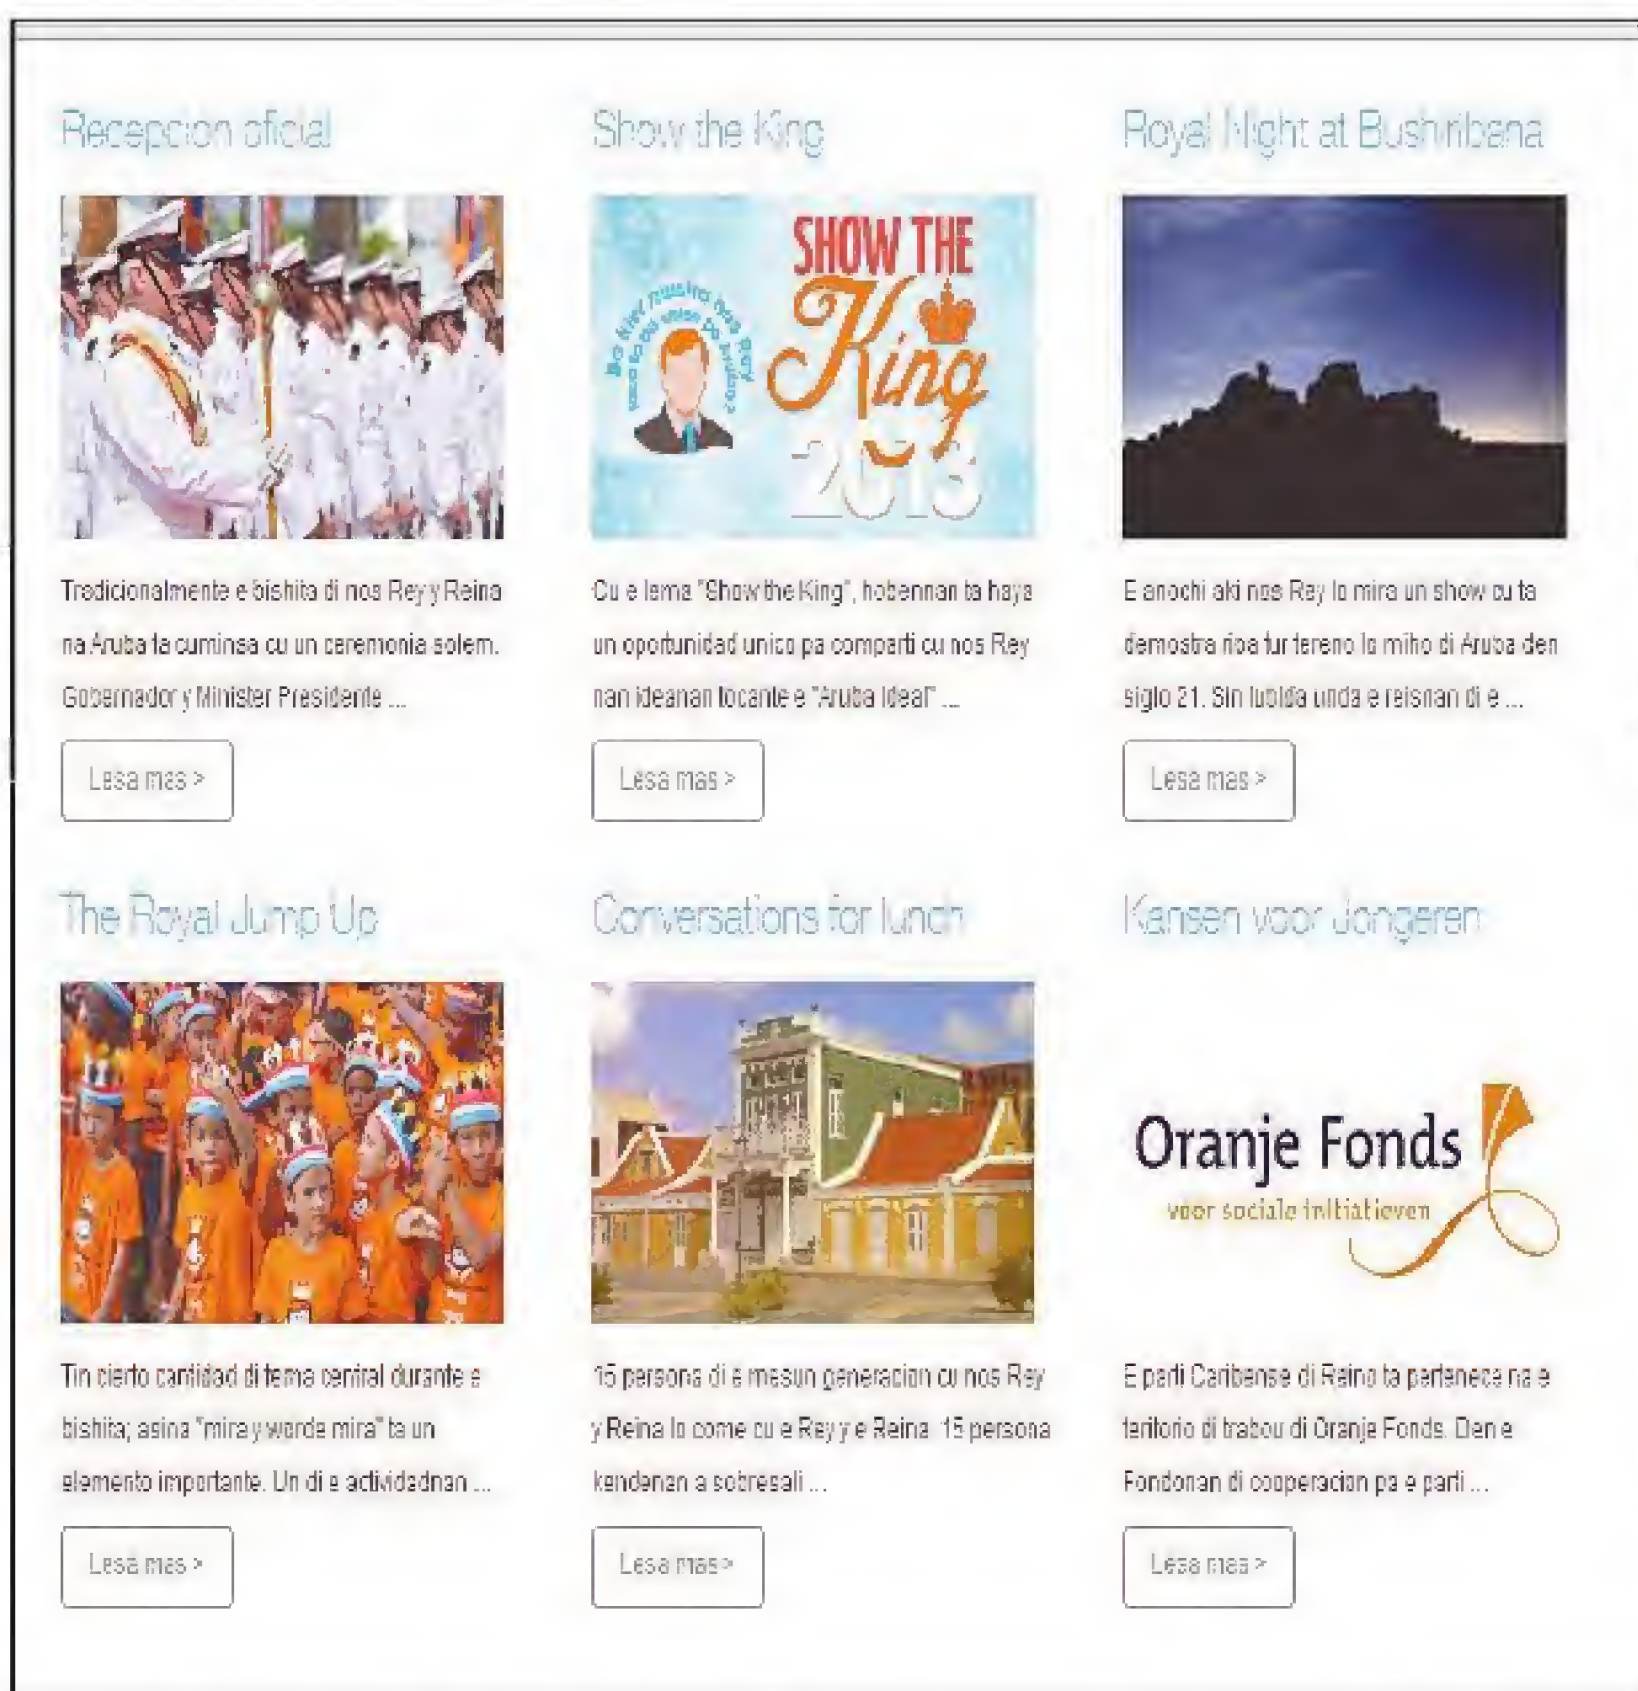 Recepcion oficial
Tradicionalmente e bishita di nos Rey y Reina
na Aruba ta cuminsa cu un ceremonia solem.
Gobernador y Minister Presidente ...
Lesa mas >
Show the King
SHOW THE
King
2013
Cu e lema "Show the King", hobennan ta haya
un oportunidad unico pa comparti cu nos Rey
nan ideanan tocante e "Aruba Ideal" ...
Lesa mas >
Royal Night at Bushiribana
E anochi aki nos Rey lo mira un show cu ta
demostra riba tur tereno lo miho di Aruba den
siglo 21. Sin lubida unda e reisnan di e ...
Lesa mas >
The Royal Jump Up
Tin cierto cantidad di tema central durante e
bishita; asina "mira y worde mira" ta un
elemento importante. Un di e actividadnan ...
Lesa mas >
Conversations for lunch
15 persona di e mesun generacion cu nos Rey
y Reina lo come cu e Rey y e Reina. 15 persona
kendenan a sobresali ...
Lesa mas >
Kansen voor Jongeren
Oranje Fonds
voor sociale initiatieven
E parti Caribense di Reino ta pertenece na e
teritorio di trabou di Oranje Fonds. Den e
Fondonan di cooperacion pa e parti ...
Lesa mas >